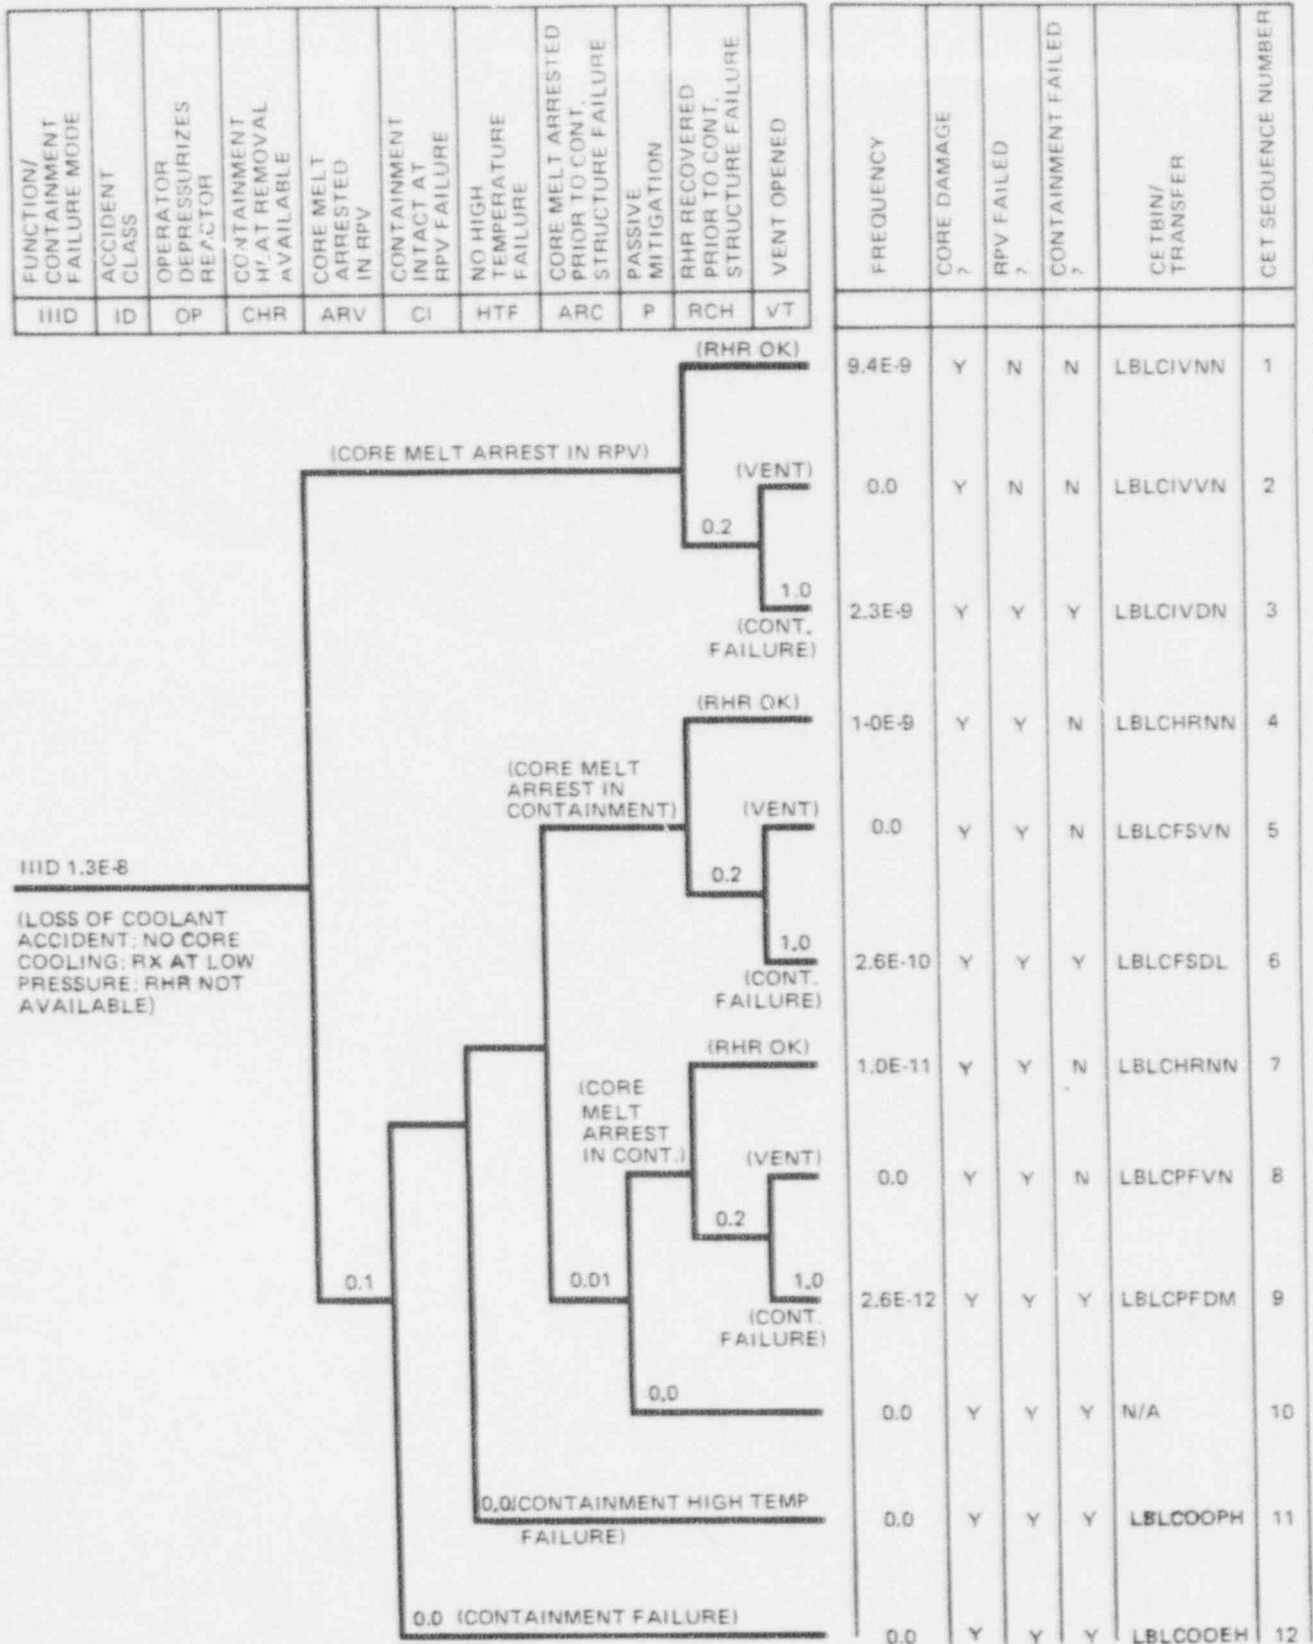 FUNCTION/
CONTAINMENT
FAILURE MODE
ACCIDENT
CLASS
OPERATOR
DEPRESSURIZES
REACTOR
CONTAINMENT
HEAT REMOVAL
AVAILABLE
CORE MELT
ARRESTED
IN RPV
CONTAINMENT
INTACT AT
RPV FAILURE
NO HIGH
TEMPERATURE
FAILURE
CORE MELT ARRESTED
PRIOR TO CONT.
STRUCTURE FAILURE
PASSIVE
MITIGATION
RHR RECOVERED
PRIOR TO CONT.
STRUCTURE FAILURE
VENT OPENED
FREQUENCY
CORE DAMAGE
?
RPV FAILED
?
CONTAINMENT FAILED
?
CETBIN/
TRANSFER
CET SEQUENCE NUMBER
IIID ID OP CHR ARV CI HTF ARC P RCH VT
(RHR OK)
9.4E-9 Y N N LBLCIVNN 1
(CORE MELT ARREST IN RPV)
(VENT)
0.0 Y N N LBLCIVVN 2
0.2
1.0
2.3E-9 Y Y Y LBLCIVDN 3
(CONT.
FAILURE)
(RHR OK)
1-0E-9 Y Y N LBLCHRNN 4
(CORE MELT
ARREST IN
CONTAINMENT)
(VENT)
0.0 Y Y N LBLCFSVN 5
IIID 1.3E-8
0.2
(LOSS OF COOLANT
ACCIDENT; NO CORE
COOLING; RX AT LOW
PRESSURE; RHR NOT
AVAILABLE)
1.0
2.6E-10 Y Y Y LBLCFSDL 6
(CONT.
FAILURE)
(RHR OK)
1.0E-11 Y Y N LBLCHRNN 7
(CORE
MELT
ARREST
IN CONT.)
(VENT)
0.0 Y Y N LBLCPFVN 8
0.2
0.1
0.01
1.0
2.6E-12 Y Y Y LBLCPFDM 9
(CONT.
FAILURE)
0.0
0.0 Y Y Y N/A 10
0.0(CONTAINMENT HIGH TEMP
FAILURE)
0.0 Y Y Y LBLCOOPH 11
0.0 (CONTAINMENT FAILURE)
0.0 Y Y Y LBLCOOEH 12